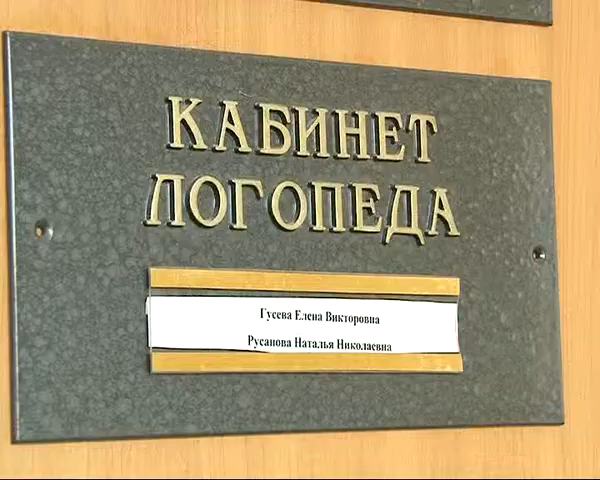 КАБИНЕТ
ЛОГОПЕДА
Гусева Елена Викторовна
Русанова Наталья Николаевна